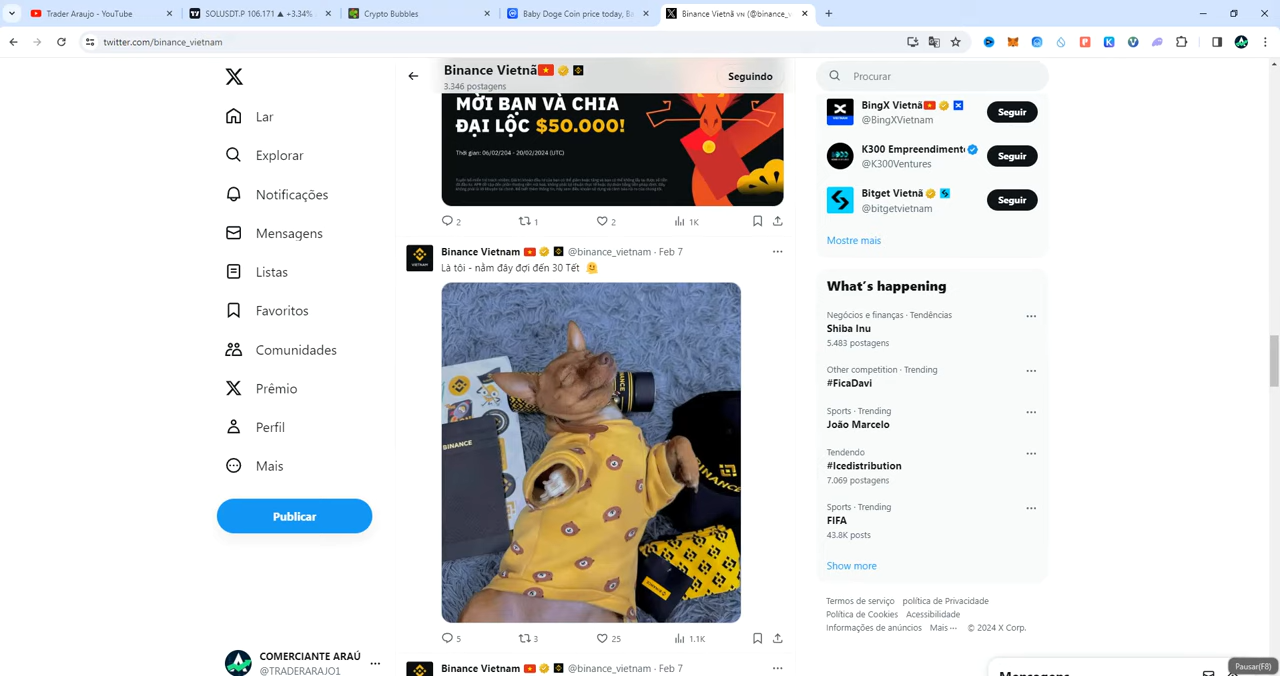 Trader Araujo - YouTube
SOLUSDT.P 106.171 ▲ +3.34%
Crypto Bubbles
Baby Doge Coin price today, Ba
Binance Vietnã VN (@binance_v
twitter.com/binance_vietnam
Binance Vietnã
3.346 postagens
Seguindo
Procurar
Lar
Explorar
Notificações
Mensagens
Listas
Favoritos
Comunidades
Prêmio
Perfil
Mais
Publicar
COMERCIANTE ARAÚ
@TRADERARAJO1
MỜI BẠN VÀ CHIA
ĐẠI LỘC $50.000!
Thời gian: 06/02/204 - 20/02/2024 (UTC)
2
1
2
1K
Binance Vietnam @binance_vietnam · Feb 7
Là tôi - nằm đây đợi đến 30 Tết
BINANCE
BINANCE
BINANCE
5
3
25
1.1K
Binance Vietnam @binance_vietnam · Feb 7
BingX Vietnã
@BingXVietnam
Seguir
K300 Empreendimento
@K300Ventures
Seguir
Bitget Vietnã
@bitgetvietnam
Seguir
Mostre mais
What's happening
Negócios e finanças · Tendências
Shiba Inu
5.483 postagens
Other competition · Trending
#FicaDavi
Sports · Trending
João Marcelo
Tendendo
#Icedistribution
7.069 postagens
Sports · Trending
FIFA
43.8K posts
Show more
Termos de serviço política de Privacidade
Política de Cookies Acessibilidade
Informações de anúncios Mais ··· © 2024 X Corp.
Mensagens
Pausar(F8)